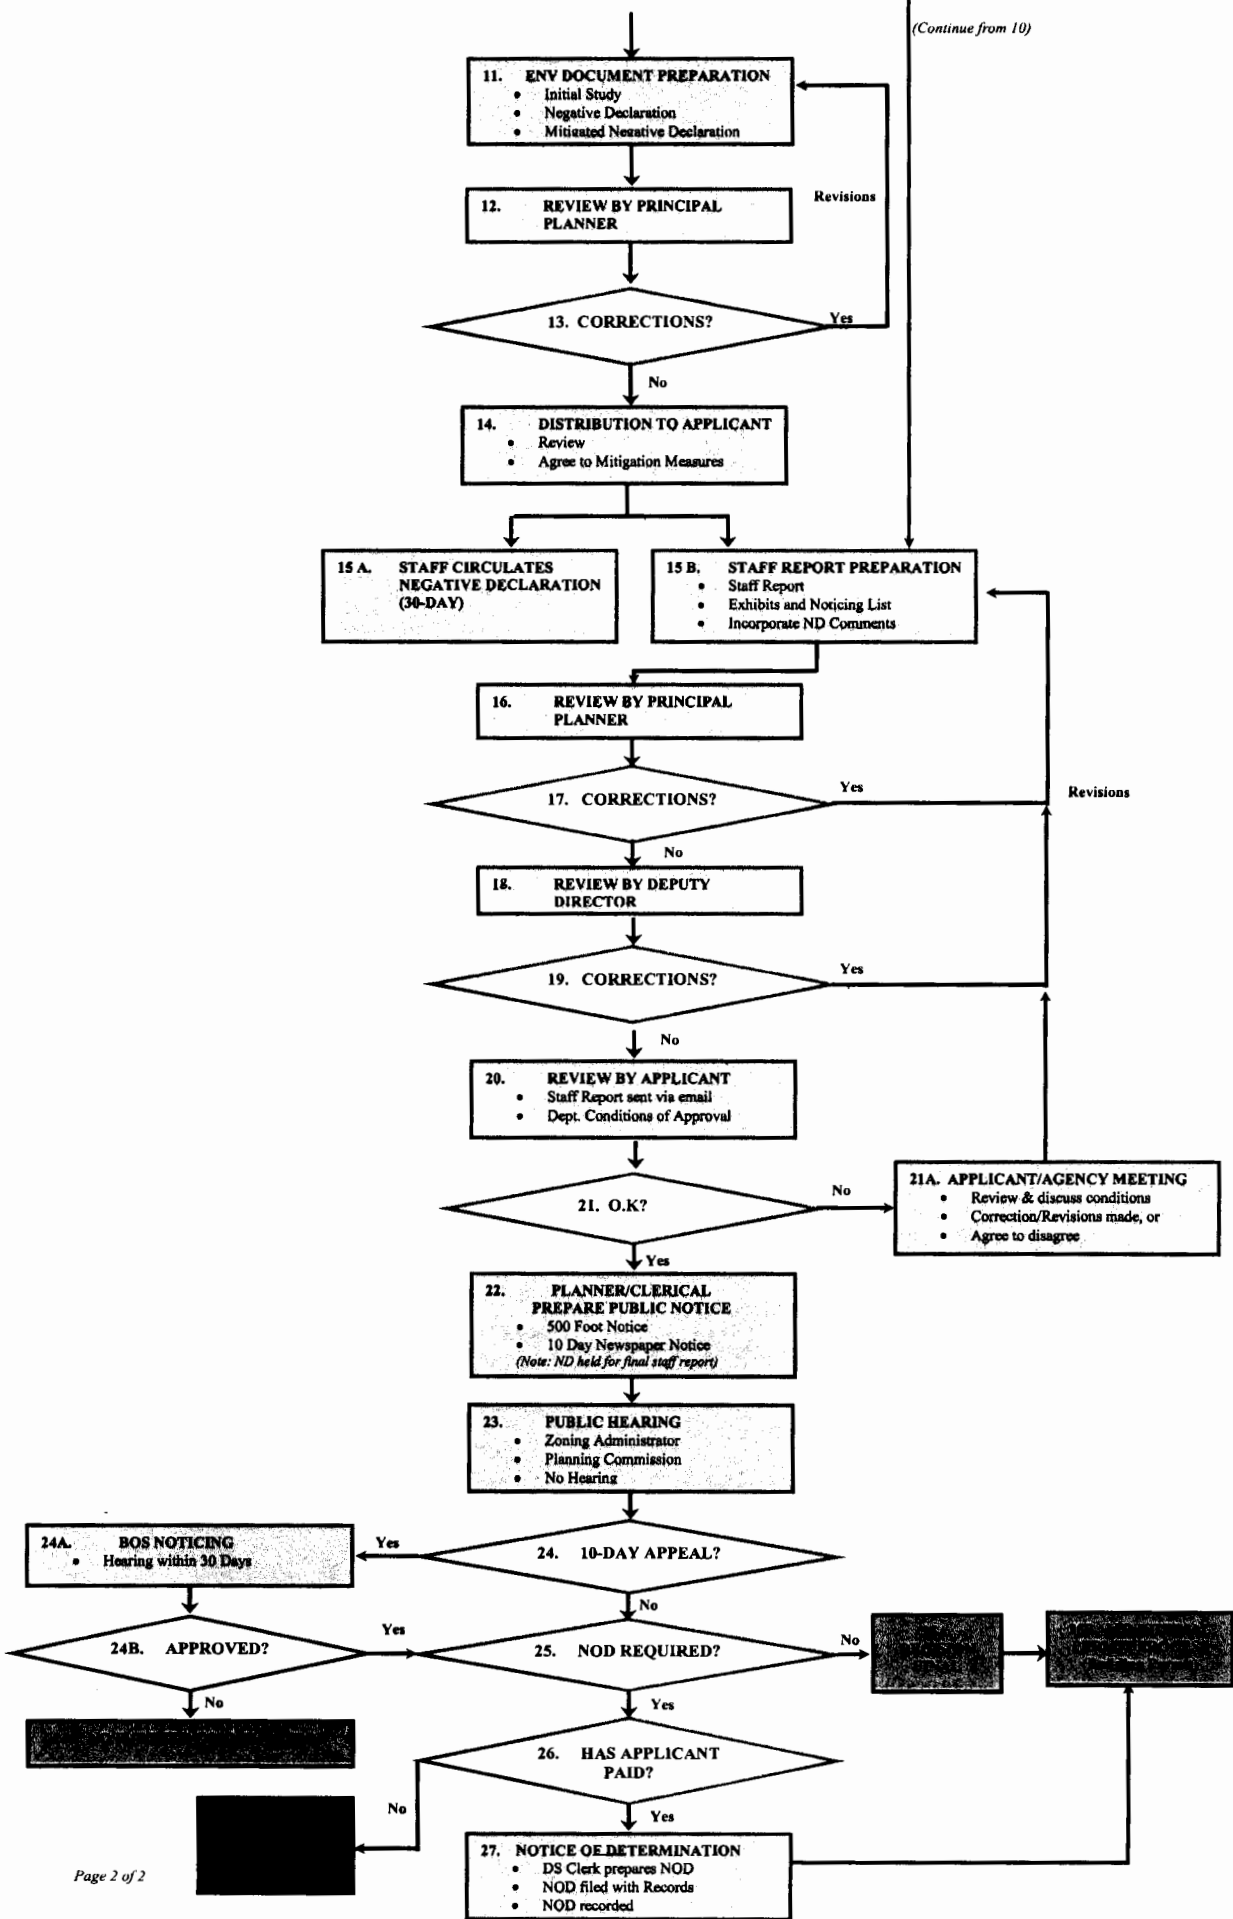 (Continue from 10)
11. ENV DOCUMENT PREPARATION
• Initial Study
• Negative Declaration
• Mitigated Negative Declaration
Revisions
12. REVIEW BY PRINCIPAL
PLANNER
13. CORRECTIONS?
Yes
No
14. DISTRIBUTION TO APPLICANT
• Review
• Agree to Mitigation Measures
15 A. STAFF CIRCULATES
NEGATIVE DECLARATION
(30-DAY)
15 B. STAFF REPORT PREPARATION
• Staff Report
• Exhibits and Noticing List
• Incorporate ND Comments
16. REVIEW BY PRINCIPAL
PLANNER
17. CORRECTIONS?
Yes
Revisions
No
18. REVIEW BY DEPUTY
DIRECTOR
19. CORRECTIONS?
Yes
No
20. REVIEW BY APPLICANT
• Staff Report sent via email
• Dept. Conditions of Approval
21. O.K?
No
21A. APPLICANT/AGENCY MEETING
• Review & discuss conditions
• Correction/Revisions made, or
• Agree to disagree
Yes
22. PLANNER/CLERICAL
PREPARE PUBLIC NOTICE
• 500 Foot Notice
• 10 Day Newspaper Notice
(Note: ND held for final staff report)
23. PUBLIC HEARING
• Zoning Administrator
• Planning Commission
• No Hearing
24A. BOS NOTICING
• Hearing within 30 Days
Yes
24. 10-DAY APPEAL?
No
24B. APPROVED?
Yes
25. NOD REQUIRED?
No
No
Yes
26. HAS APPLICANT
PAID?
No
Yes
27. NOTICE OF DETERMINATION
• DS Clerk prepares NOD
• NOD filed with Records
• NOD recorded
Page 2 of 2